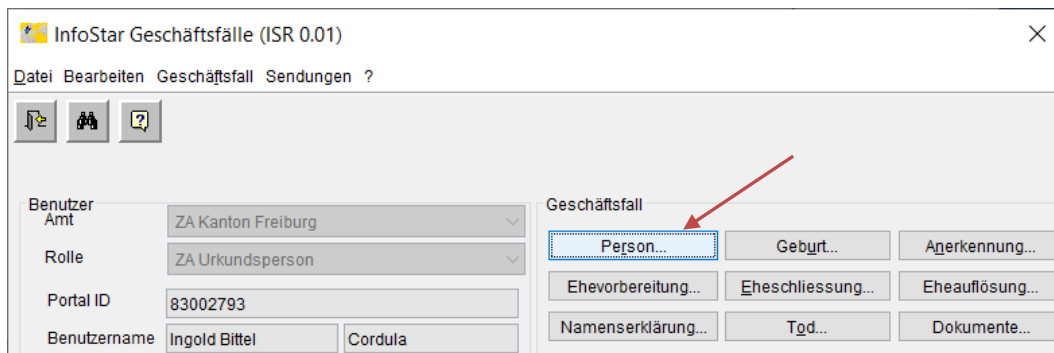 InfoStar Geschäftsfälle (ISR 0.01)
Datei Bearbeiten Geschäftsfall Sendungen ?
Benutzer
Amt ZA Kanton Freiburg
Rolle ZA Urkundsperson
Portal ID 83002793
Benutzername Ingold Bittel Cordula
Geschäftsfall
Person... Geburt... Anerkennung...
Ehevorbereitung... Eheschliessung... Eheauflösung...
Namenserklärung... Tod... Dokumente...